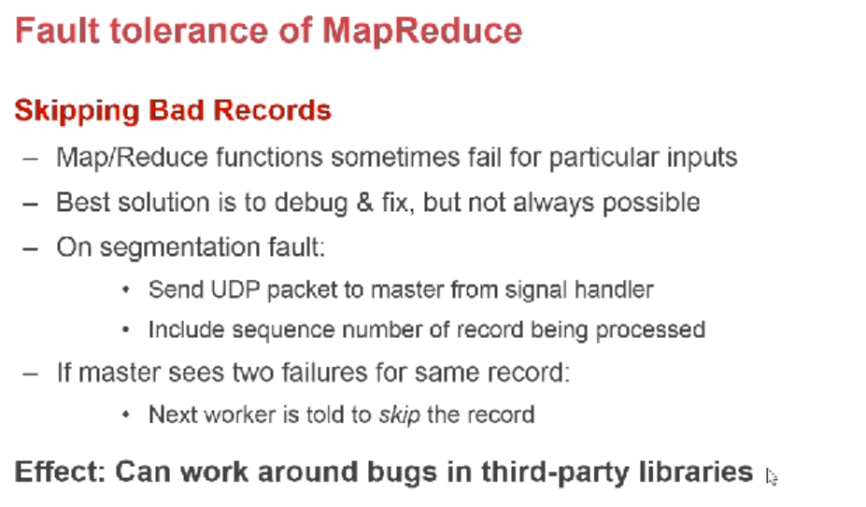 Fault tolerance of MapReduce
Skipping Bad Records
– Map/Reduce functions sometimes fail for particular inputs
– Best solution is to debug & fix, but not always possible
– On segmentation fault:
• Send UDP packet to master from signal handler
• Include sequence number of record being processed
– If master sees two failures for same record:
• Next worker is told to skip the record
Effect: Can work around bugs in third-party libraries